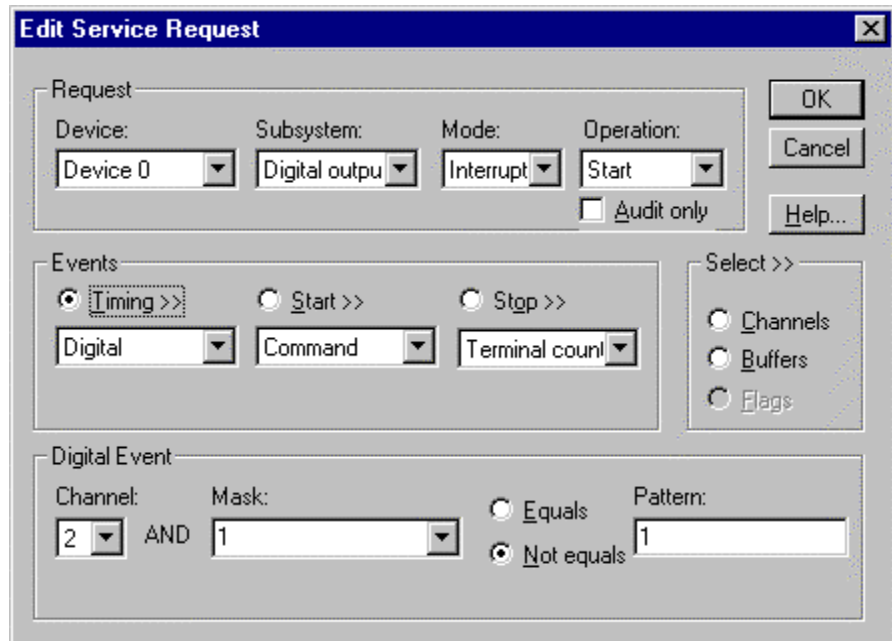 Edit Service Request
Request
Device: Subsystem: Mode: Operation:
Device 0 Digital outpu Interrupt Start
Audit only
OK
Cancel
Help...
Events
Timing >> Start >> Stop >>
Digital Command Terminal count
Select >>
Channels
Buffers
Flags
Digital Event
Channel: Mask: Pattern:
2 AND 1 1
Equals
Not equals